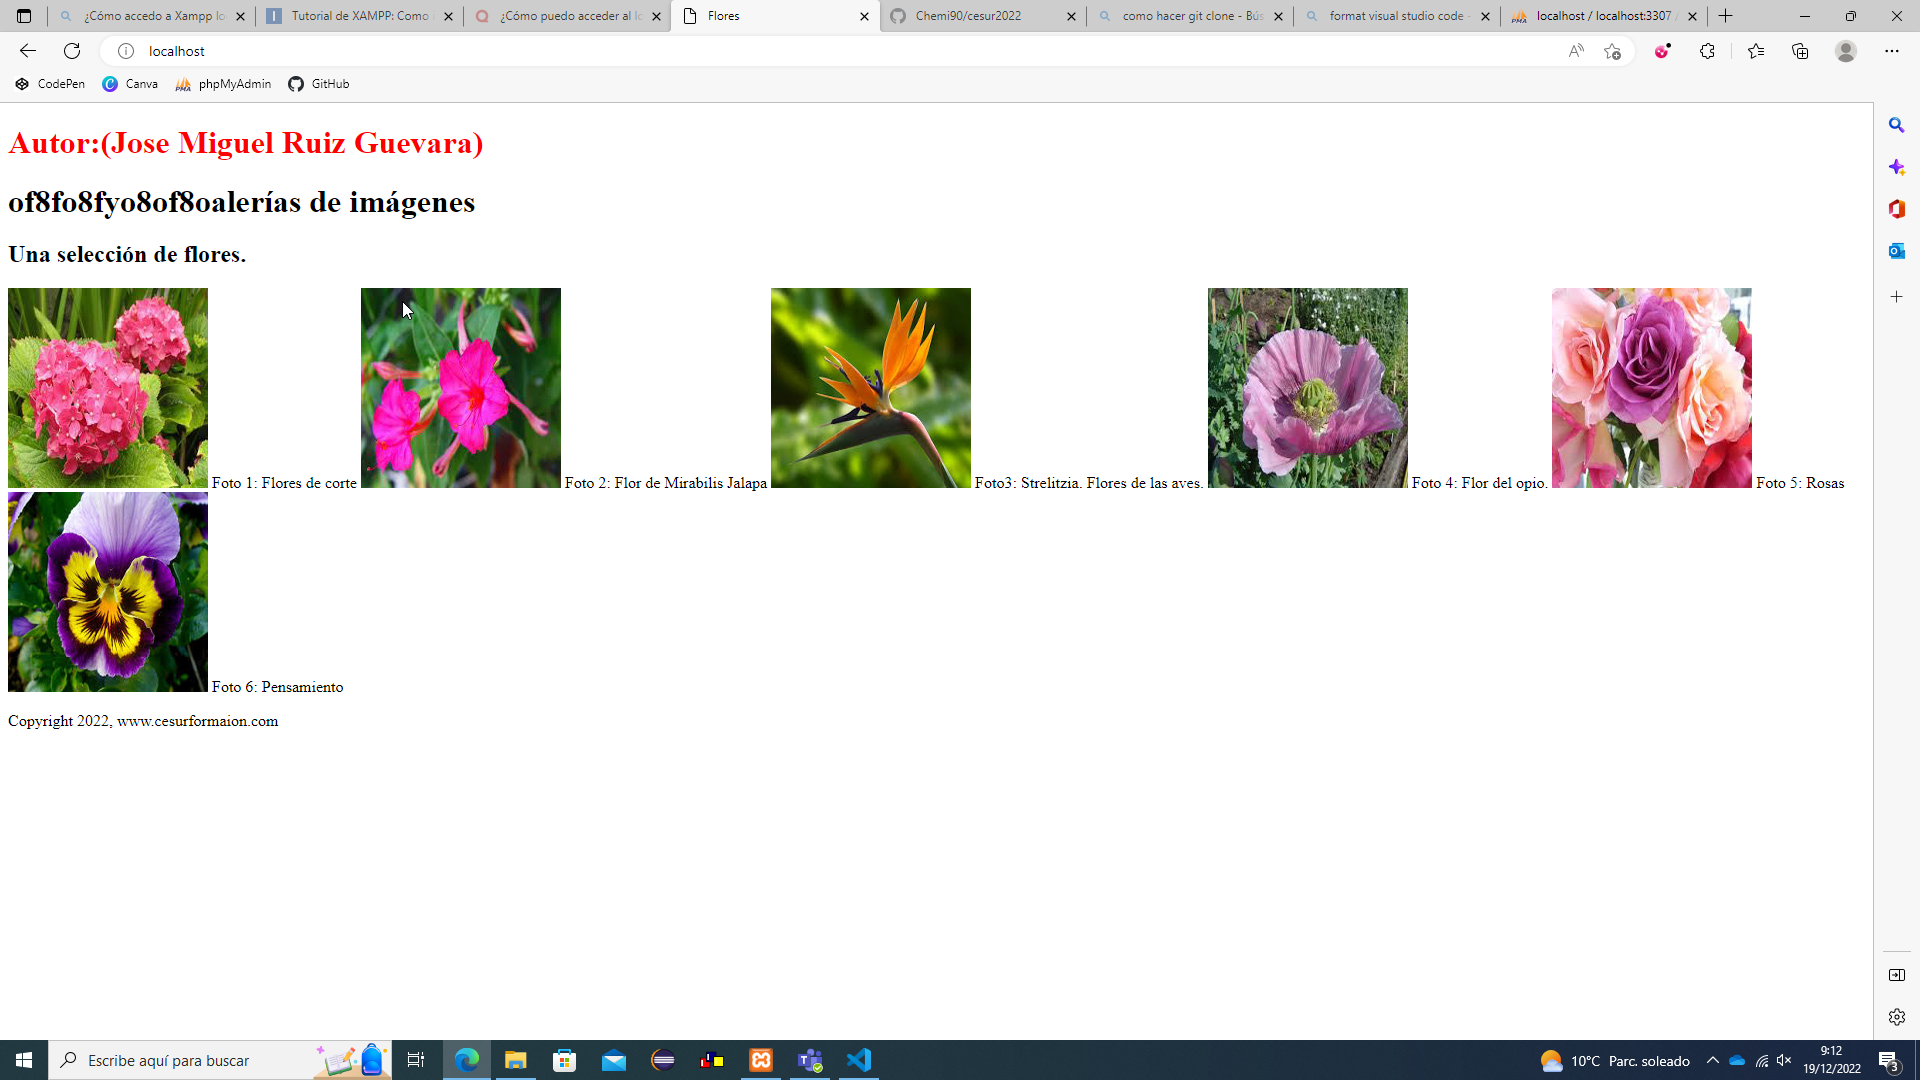 ¿Cómo accedo a Xampp lo
Tutorial de XAMPP: Como
¿Cómo puedo acceder al lo
Flores
Chemi90/cesur2022
como hacer git clone - Bús
format visual studio code -
localhost / localhost:3307 /
localhost
CodePen
Canva
phpMyAdmin
GitHub
Autor:(Jose Miguel Ruiz Guevara)
of8fo8fyo8of8oalerías de imágenes
Una selección de flores.
Foto 1: Flores de corte
Foto 2: Flor de Mirabilis Jalapa
Foto3: Strelitzia. Flores de las aves.
Foto 4: Flor del opio.
Foto 5: Rosas
Foto 6: Pensamiento
Copyright 2022, www.cesurformaion.com
Escribe aquí para buscar
10°C Parc. soleado
9:12
19/12/2022
3